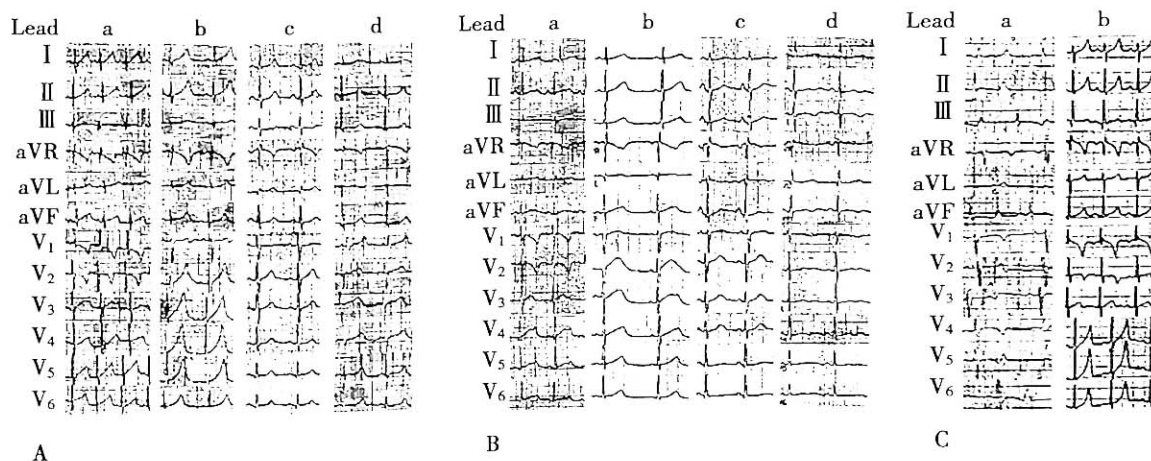 Lead a b c d
I
II
III
aVR
aVL
aVF
V1
V2
V3
V4
V5
V6
A
Lead a b c d
I
II
III
aVR
aVL
aVF
V1
V2
V3
V4
V5
V6
B
Lead a b
I
II
III
aVR
aVL
aVF
V1
V2
V3
V4
V5
V6
C